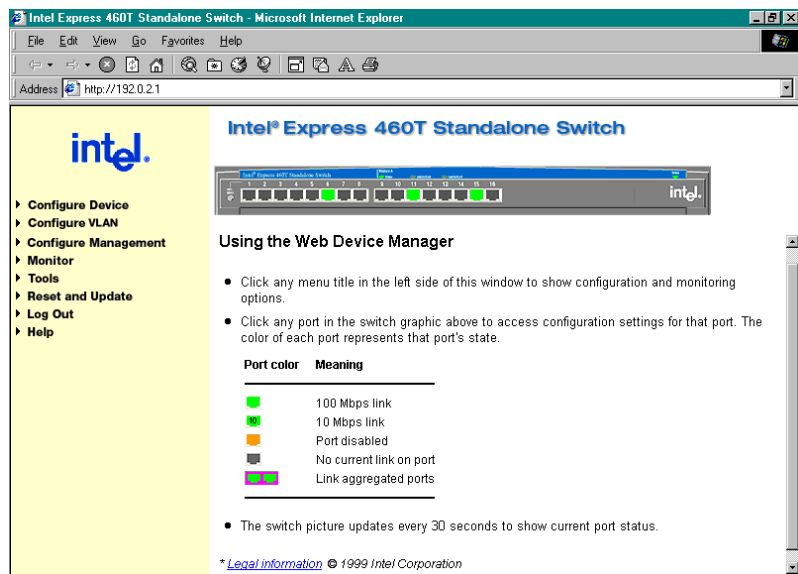 Intel Express 460T Standalone Switch - Microsoft Internet Explorer
File Edit View Go Favorites Help
Address http://192.0.2.1
intel.
Intel® Express 460T Standalone Switch
Intel® Express 460T Standalone Switch
1 2 3 4 5 6 7 8 9 10 11 12 13 14 15 16
intel.
Configure Device
Configure VLAN
Configure Management
Monitor
Tools
Reset and Update
Log Out
Help
Using the Web Device Manager
Click any menu title in the left side of this window to show configuration and monitoring
options.
Click any port in the switch graphic above to access configuration settings for that port. The
color of each port represents that port's state.
Port color Meaning
100 Mbps link
10 10 Mbps link
Port disabled
No current link on port
Link aggregated ports
The switch picture updates every 30 seconds to show current port status.
* Legal information © 1999 Intel Corporation